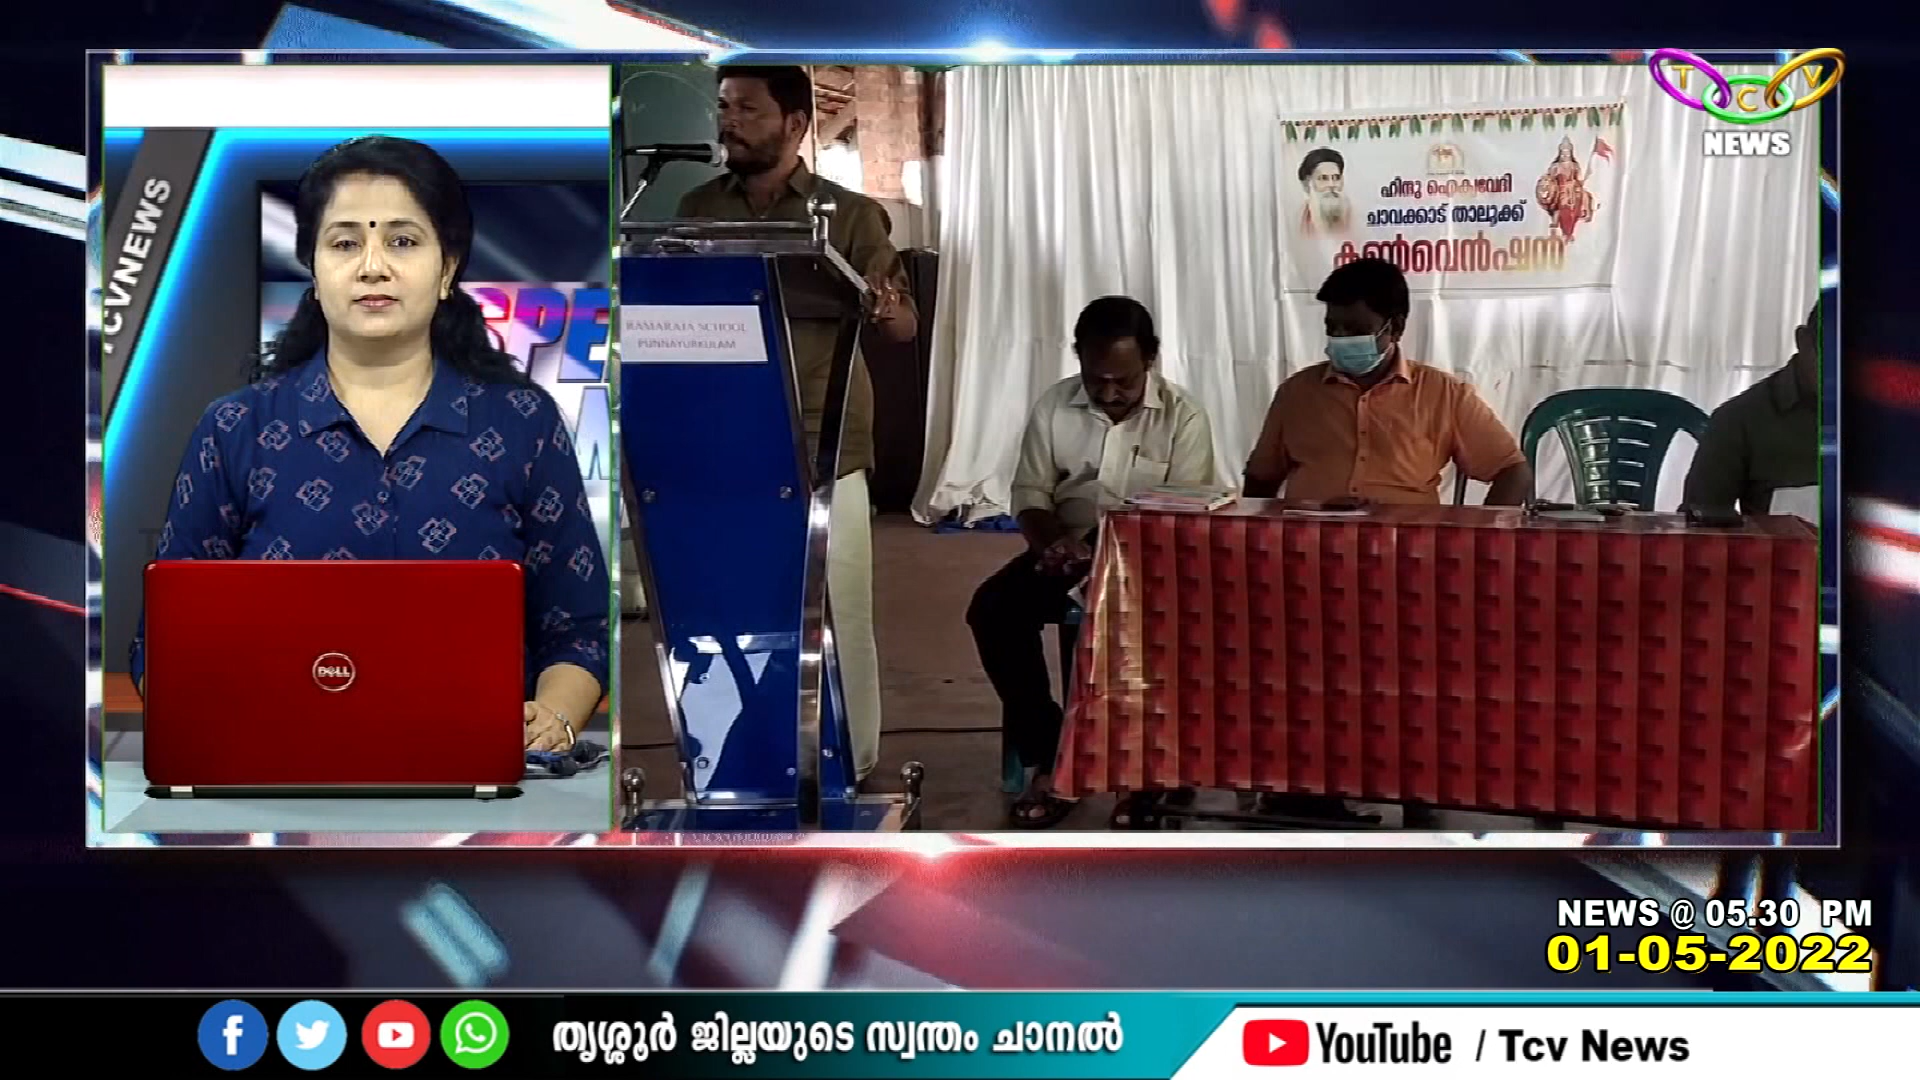 TCVNEWS
SPE
DELL
RAMARAJA SCHOOL
PUNNAYURKULAM
ഹിന്ദു ഐക്യവേദി
ചാവക്കാട് താലൂക്ക്
കൺവെൻഷൻ
T C V
NEWS
NEWS @ 05.30 PM
01-05-2022
തൃശ്ശൂർ ജില്ലയുടെ സ്വന്തം ചാനൽ
YouTube / Tcv News